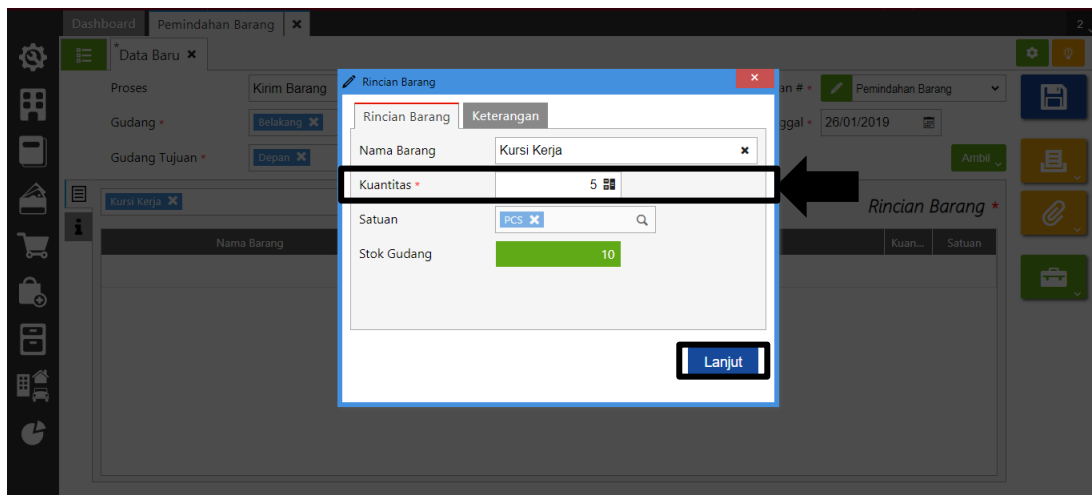 Dashboard Pemindahan Barang
2
*Data Baru
Proses Kirim Barang
an # * Pemindahan Barang
Gudang * Belakang
ggal * 26/01/2019
Gudang Tujuan * Depan
Ambil
Kursi Kerja
Rincian Barang *
Nama Barang Kuan... Satuan
Rincian Barang
Rincian Barang Keterangan
Nama Barang Kursi Kerja
Kuantitas * 5
Satuan PCS
Stok Gudang 10
Lanjut
i